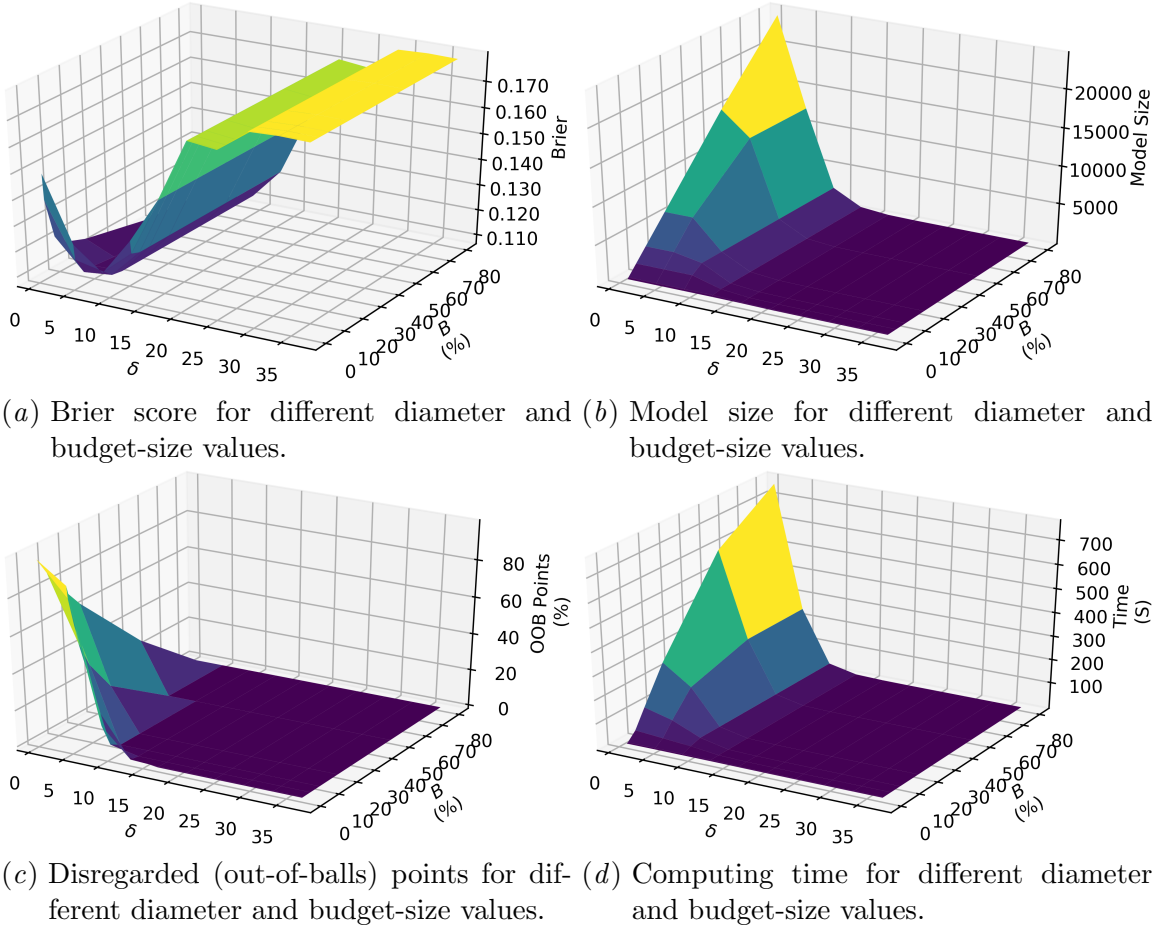 0.170
0.160
0.150
0.140
0.130
0.120
0.110
Brier
0 5 10 15 20 25 30 35
δ
0 10 20 30 40 50 60 70 80
B
(%)
20000
15000
10000
5000
Model Size
0 5 10 15 20 25 30 35
δ
0 10 20 30 40 50 60 70 80
B
(%)
(a) Brier score for different diameter and
budget-size values.
(b) Model size for different diameter and
budget-size values.
80
60
40
20
0
OOB Points
(%)
0 5 10 15 20 25 30 35
δ
0 10 20 30 40 50 60 70 80
B
(%)
700
600
500
400
300
200
100
Time
(S)
0 5 10 15 20 25 30 35
δ
0 10 20 30 40 50 60 70 80
B
(%)
(c) Disregarded (out-of-balls) points for dif-
ferent diameter and budget-size values.
(d) Computing time for different diameter
and budget-size values.